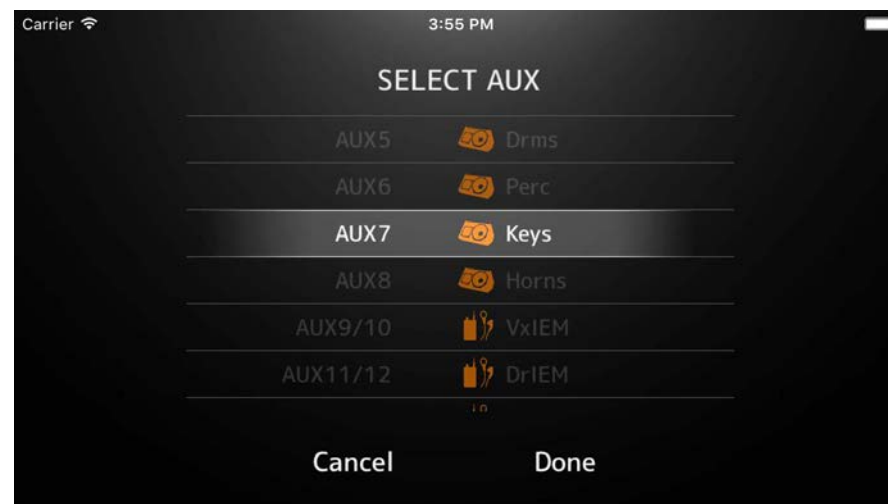 Carrier 3:55 PM
SELECT AUX
AUX5 Drms
AUX6 Perc
AUX7 Keys
AUX8 Horns
AUX9/10 VxIEM
AUX11/12 DrIEM
Cancel Done